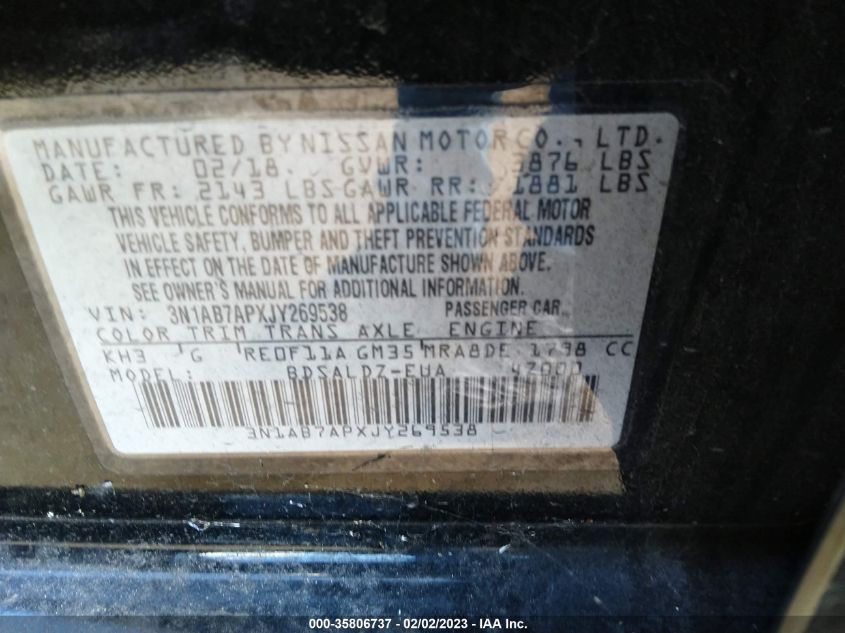 MANUFACTURED BY NISSAN MOTOR CO., LTD.
DATE: 02/18 GVWR: 3876 LBS
GAWR FR: 2143 LBS GAWR RR: 1881 LBS
THIS VEHICLE CONFORMS TO ALL APPLICABLE FEDERAL MOTOR
VEHICLE SAFETY, BUMPER AND THEFT PREVENTION STANDARDS
IN EFFECT ON THE DATE OF MANUFACTURE SHOWN ABOVE.
SEE OWNER'S MANUAL FOR ADDITIONAL INFORMATION.
VIN: 3N1AB7APXJY269538 PASSENGER CAR
COLOR TRIM TRANS AXLE ENGINE
KH3 G RE0F11A GM35 MRA8DE 1798 CC
MODEL: BDSALDZ-EUA
3N1AB7APXJY269538
000-35806737 - 02/02/2023 - IAA Inc.